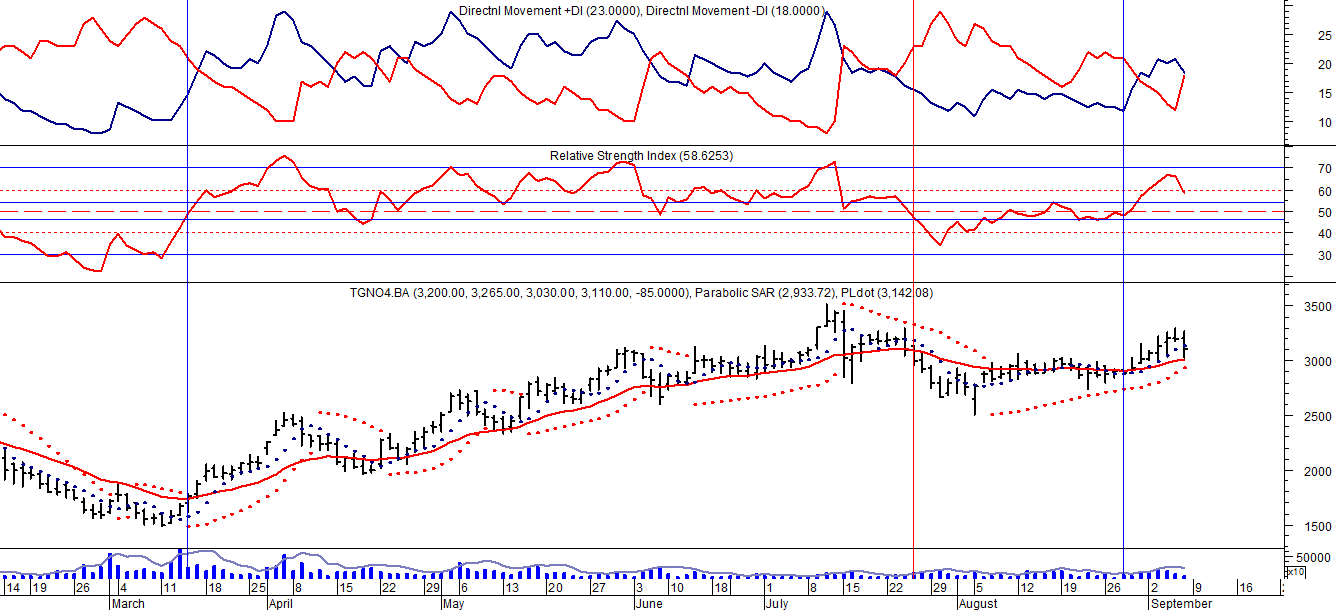 Directnl Movement +DI (23.0000), Directnl Movement -DI (18.0000)
25
20
15
10
Relative Strength Index (58.6253)
70
60
50
40
30
TGNO4.BA (3,200.00, 3,265.00, 3,030.00, 3,110.00, -85.0000), Parabolic SAR (2,933.72), PLdot (3,142.08)
3500
3000
2500
2000
1500
50000
x10
14 19 26 4 11 18 25 8 15 22 29 6 13 20 27 3 10 18 1 15 22 29 5 12 19 26 2 9 16
March April May June July August September